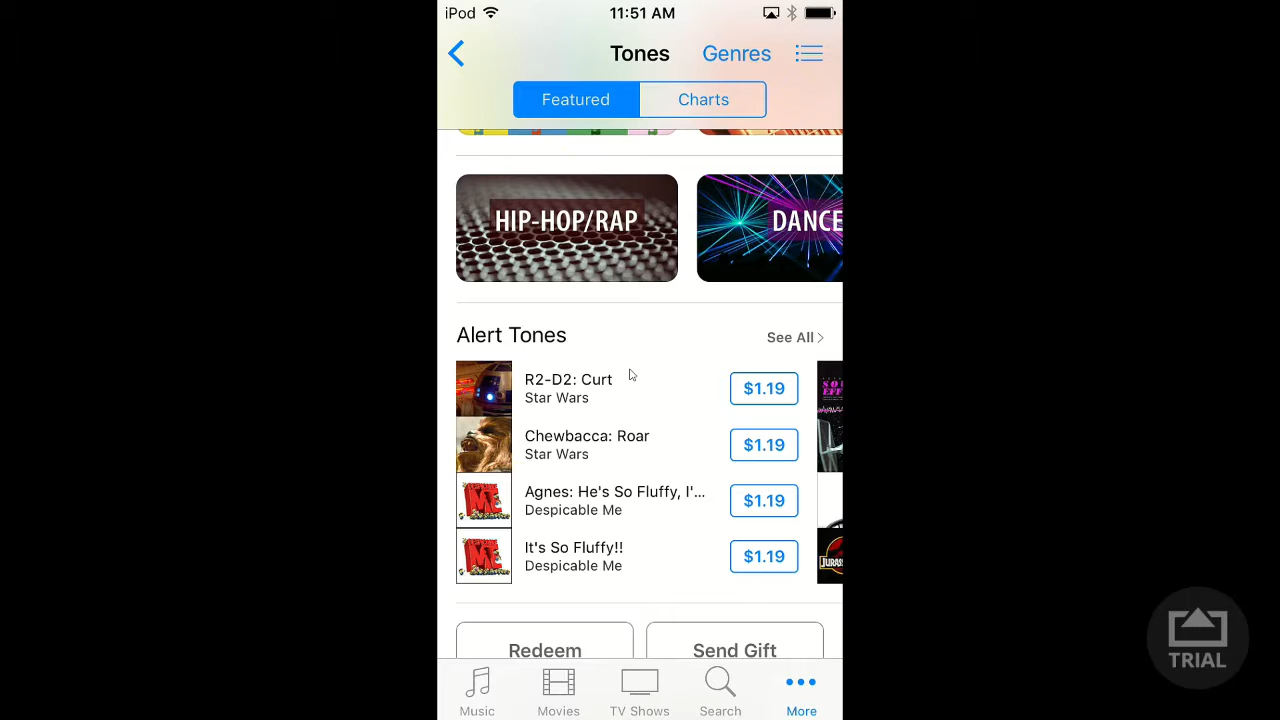 iPod 11:51 AM
Tones Genres
Featured Charts
HIP-HOP/RAP DANCE
Alert Tones See All >
R2-D2: Curt
Star Wars
$1.19
Chewbacca: Roar
Star Wars
$1.19
Agnes: He's So Fluffy, I'...
Despicable Me
$1.19
It's So Fluffy!!
Despicable Me
$1.19
Redeem Send Gift
Music Movies TV Shows Search More
TRIAL